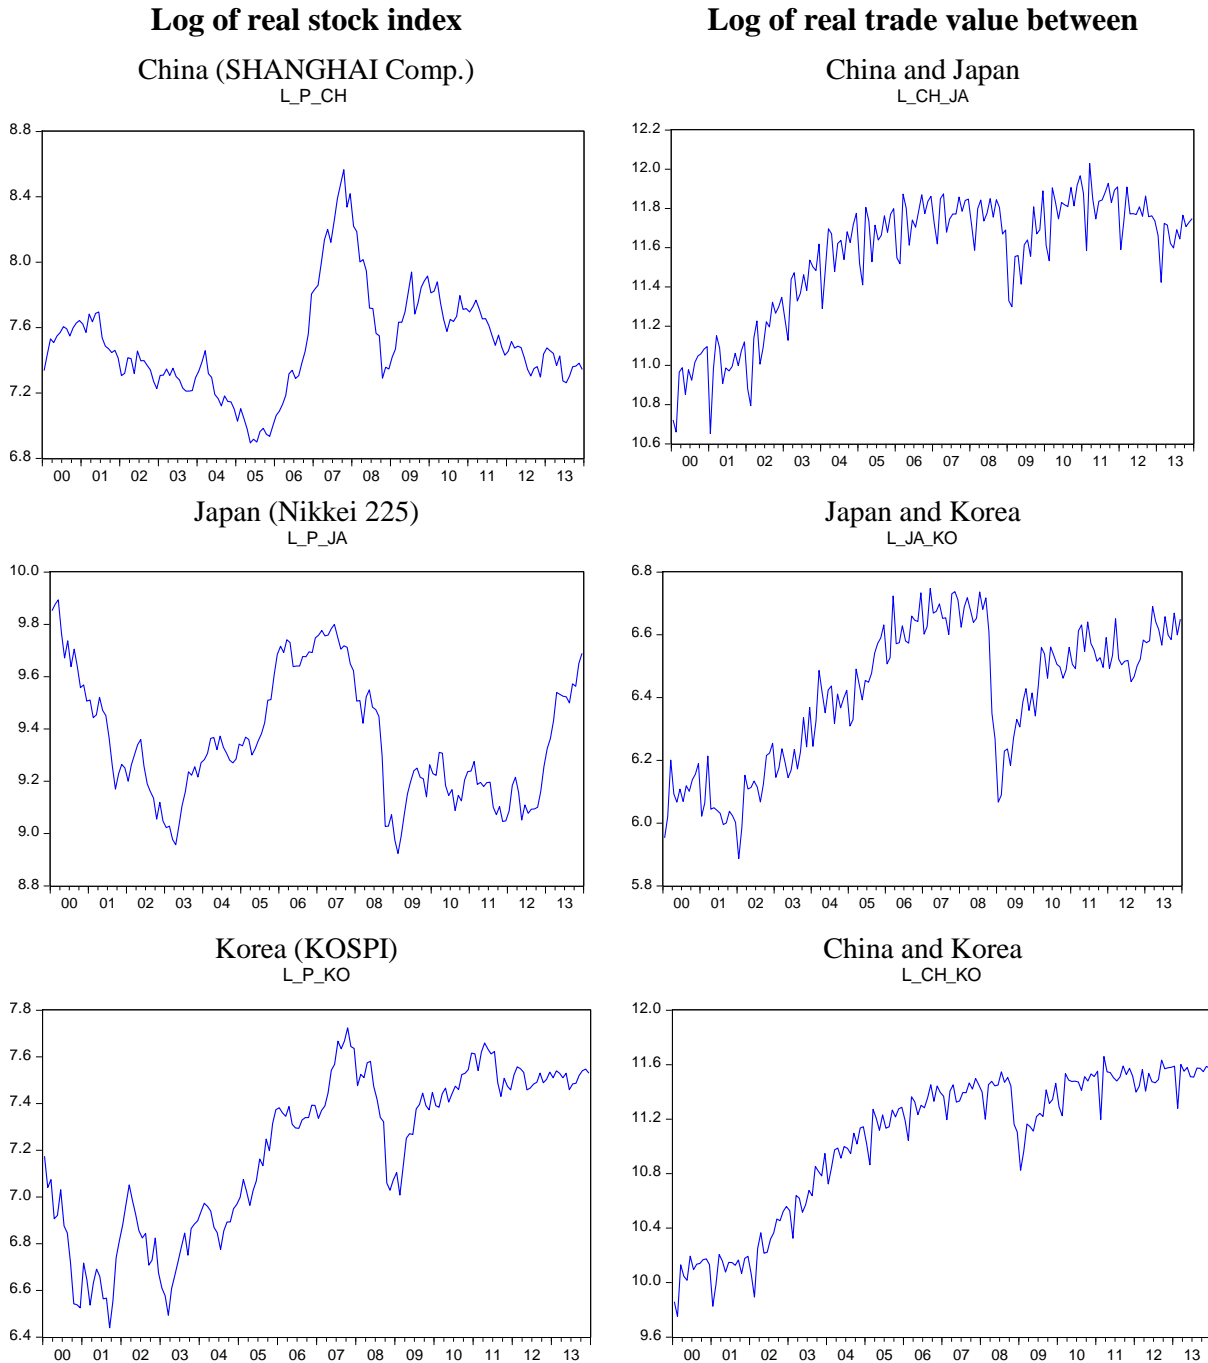 Log of real stock index
Log of real trade value between
China (SHANGHAI Comp.)
L_P_CH
8.8
8.4
8.0
7.6
7.2
6.8
00 01 02 03 04 05 06 07 08 09 10 11 12 13
China and Japan
L_CH_JA
12.2
12.0
11.8
11.6
11.4
11.2
11.0
10.8
10.6
00 01 02 03 04 05 06 07 08 09 10 11 12 13
Japan (Nikkei 225)
L_P_JA
10.0
9.8
9.6
9.4
9.2
9.0
8.8
00 01 02 03 04 05 06 07 08 09 10 11 12 13
Japan and Korea
L_JA_KO
6.8
6.6
6.4
6.2
6.0
5.8
00 01 02 03 04 05 06 07 08 09 10 11 12 13
Korea (KOSPI)
L_P_KO
7.8
7.6
7.4
7.2
7.0
6.8
6.6
6.4
00 01 02 03 04 05 06 07 08 09 10 11 12 13
China and Korea
L_CH_KO
12.0
11.6
11.2
10.8
10.4
10.0
9.6
00 01 02 03 04 05 06 07 08 09 10 11 12 13